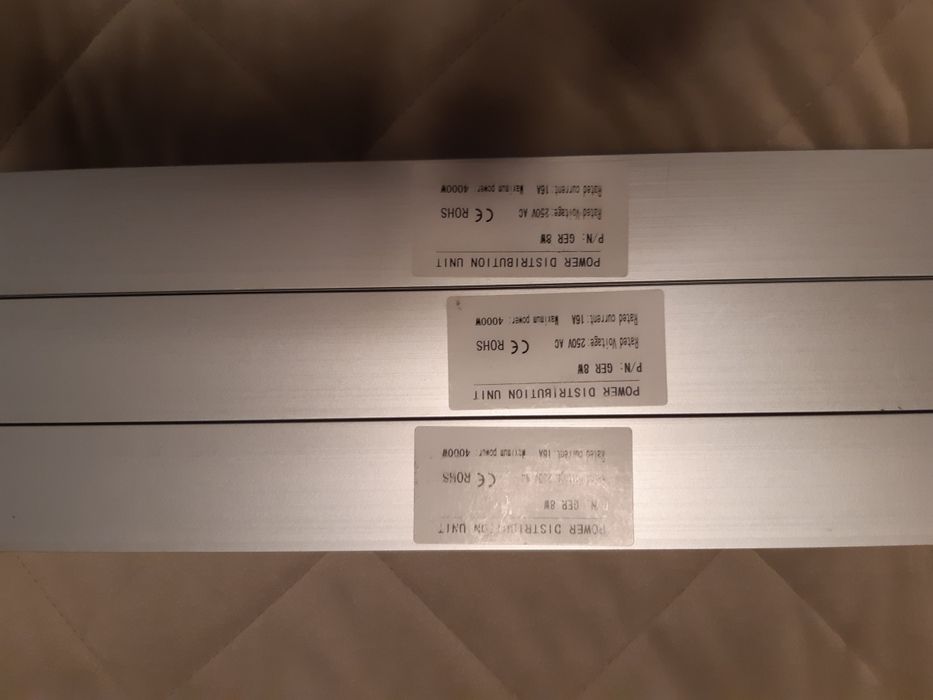 POWER DISTRIBUTION UNIT
P/N: GER 8W
Rated Voltage: 250V AC CE ROHS
Rated current: 16A Maximum power: 4000W
POWER DISTRIBUTION UNIT
P/N: GER 8W
Rated Voltage: 250V AC CE ROHS
Rated current: 16A Maximum power: 4000W
POWER DISTRIBUTION UNIT
P/N: GER 8W
Rated CE ROHS
Rated current: 16A Maximum power: 4000W